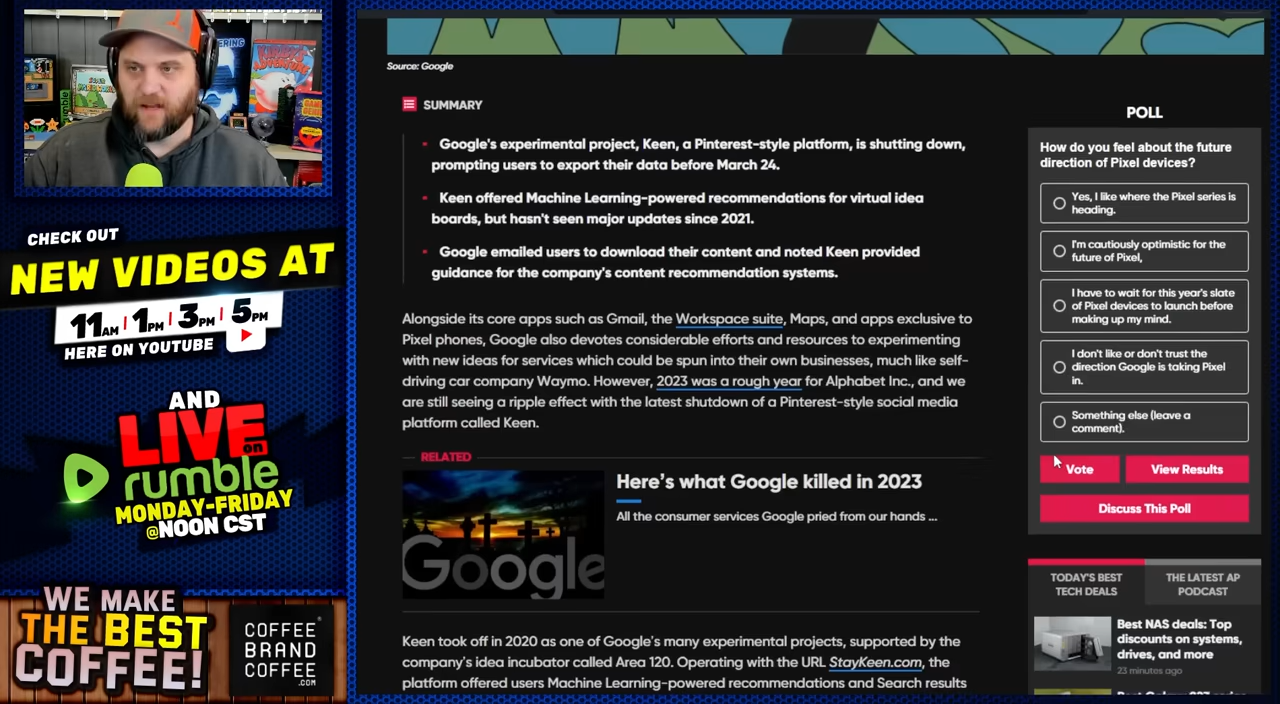 CHECK OUT
NEW VIDEOS AT
11AM | 1PM | 3PM | 5PM
HERE ON YOUTUBE
AND
LIVE on
rumble
MONDAY-FRIDAY
@NOON CST
WE MAKE
THE BEST
COFFEE!
COFFEE
BRAND
COFFEE
.COM
Source: Google
SUMMARY
Google's experimental project, Keen, a Pinterest-style platform, is shutting down,
prompting users to export their data before March 24.
Keen offered Machine Learning-powered recommendations for virtual idea
boards, but hasn't seen major updates since 2021.
Google emailed users to download their content and noted Keen provided
guidance for the company's content recommendation systems.
Alongside its core apps such as Gmail, the Workspace suite, Maps, and apps exclusive to
Pixel phones, Google also devotes considerable efforts and resources to experimenting
with new ideas for services which could be spun into their own businesses, much like self-
driving car company Waymo. However, 2023 was a rough year for Alphabet Inc., and we
are still seeing a ripple effect with the latest shutdown of a Pinterest-style social media
platform called Keen.
RELATED
Google
Here's what Google killed in 2023
All the consumer services Google pried from our hands ...
Keen took off in 2020 as one of Google's many experimental projects, supported by the
company's idea incubator called Area 120. Operating with the URL StayKeen.com, the
platform offered users Machine Learning-powered recommendations and Search results
POLL
How do you feel about the future
direction of Pixel devices?
Yes, I like where the Pixel series is
heading.
I'm cautiously optimistic for the
future of Pixel,
I have to wait for this year's slate
of Pixel devices to launch before
making up my mind.
I don't like or don't trust the
direction Google is taking Pixel
in.
Something else (leave a
comment).
Vote
View Results
Discuss This Poll
TODAY'S BEST
TECH DEALS
THE LATEST AP
PODCAST
Best NAS deals: Top
discounts on systems,
drives, and more
23 minutes ago